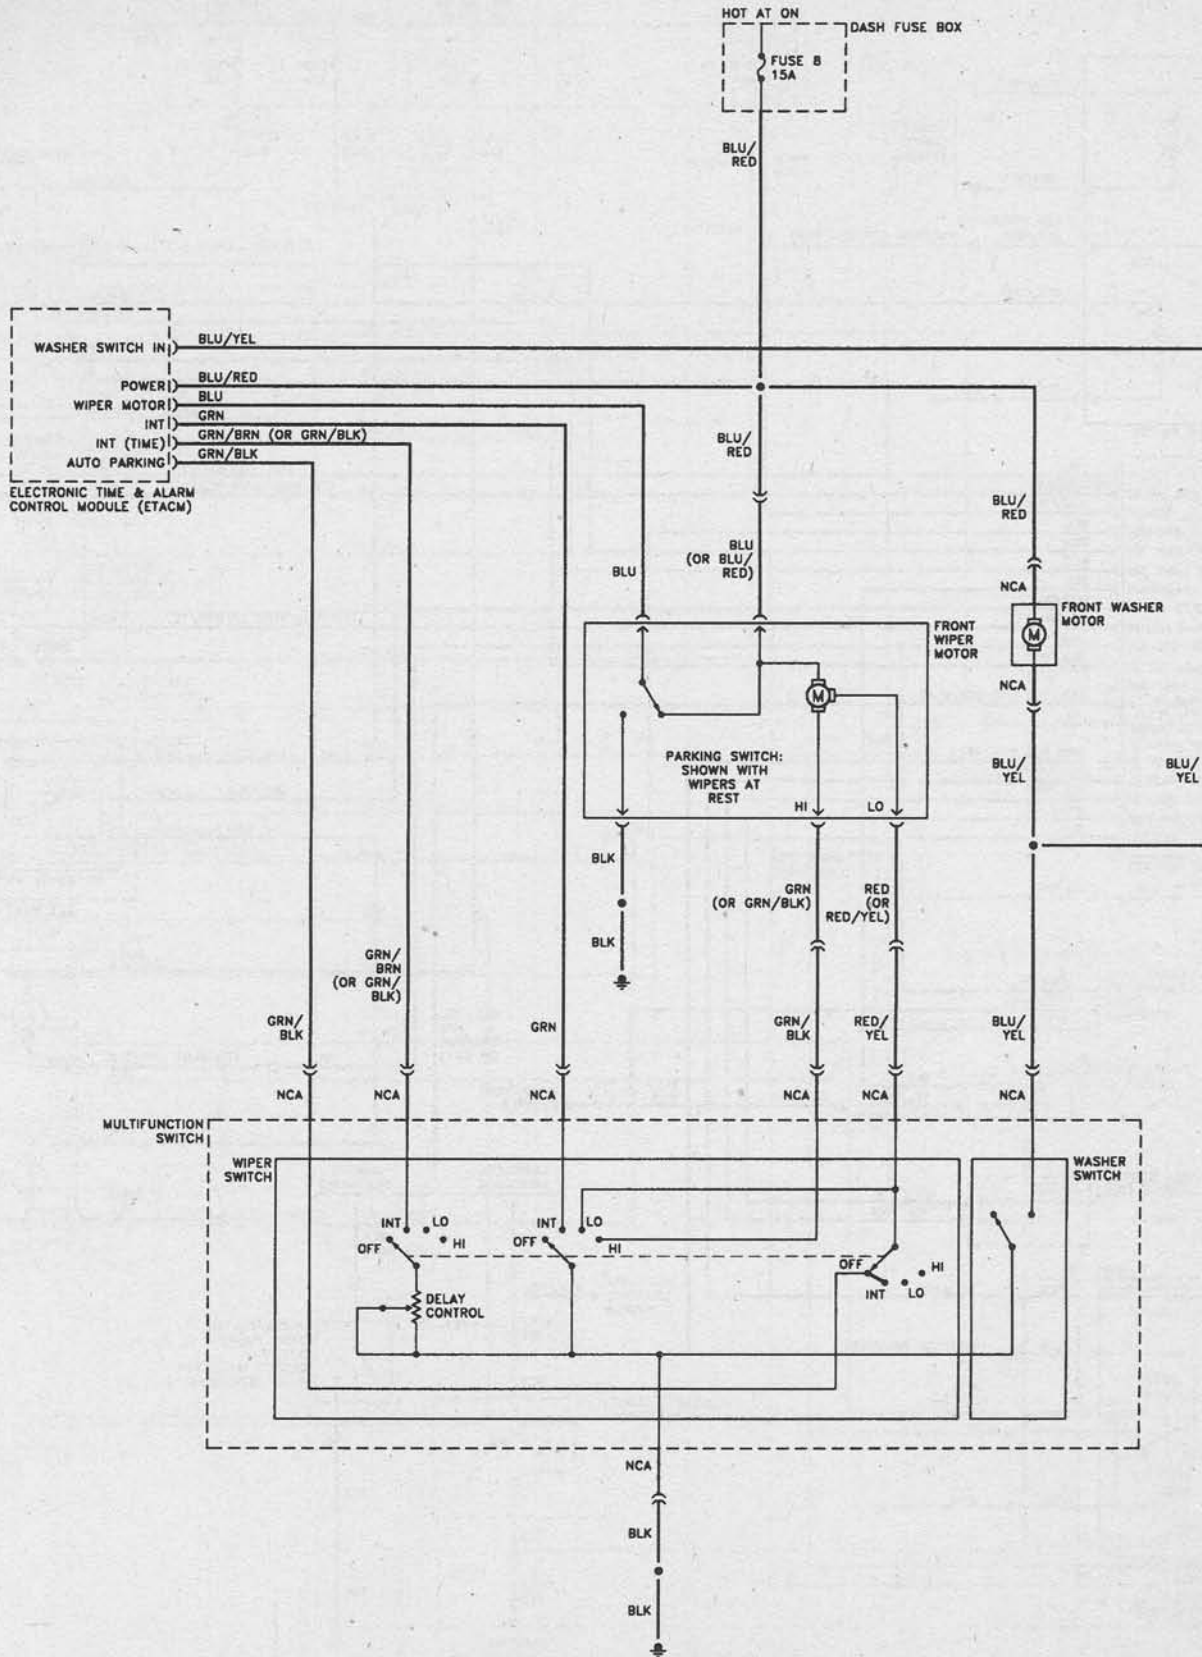 HOT AT ON
DASH FUSE BOX
FUSE 8
15A
BLU/
RED
WASHER SWITCH IN
BLU/YEL
POWER
BLU/RED
WIPER MOTOR
BLU
INT
GRN
INT (TIME)
GRN/BRN (OR GRN/BLK)
AUTO PARKING
GRN/BLK
ELECTRONIC TIME & ALARM
CONTROL MODULE (ETACM)
BLU/
RED
BLU/
RED
BLU
BLU
(OR BLU/
RED)
NCA
FRONT WASHER
MOTOR
M
NCA
FRONT
WIPER
MOTOR
M
PARKING SWITCH:
SHOWN WITH
WIPERS AT
REST
HI
LO
BLU/
YEL
BLU/
YEL
BLK
BLK
GRN
(OR GRN/BLK)
RED
(OR
RED/YEL)
GRN/
BRN
(OR GRN/
BLK)
GRN/
BLK
GRN
GRN/
BLK
RED/
YEL
BLU/
YEL
NCA
NCA
NCA
NCA
NCA
NCA
MULTIFUNCTION
SWITCH
WIPER
SWITCH
WASHER
SWITCH
OFF
INT
LO
HI
OFF
INT
LO
HI
OFF
INT
LO
HI
DELAY
CONTROL
NCA
BLK
BLK